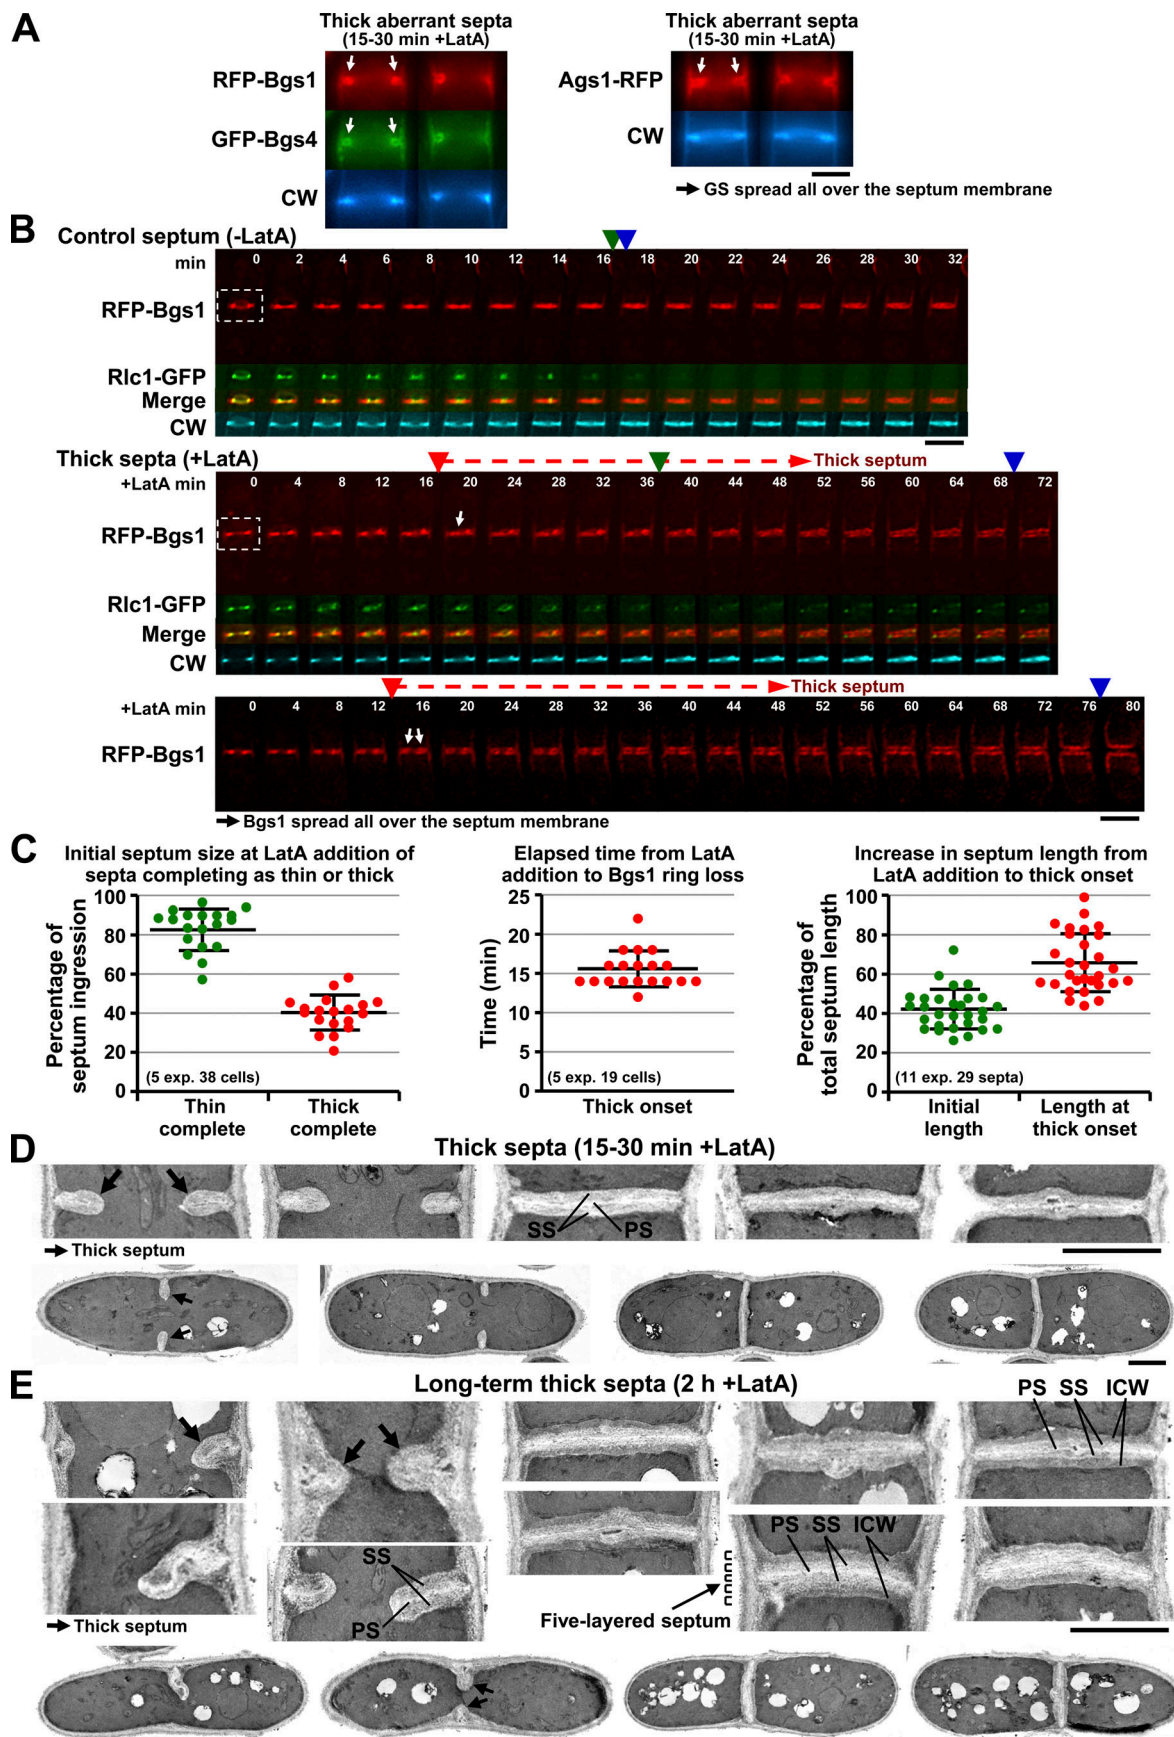 A
Thick aberrant septa
(15-30 min +LatA)
RFP-Bgs1
GFP-Bgs4
CW
Thick aberrant septa
(15-30 min +LatA)
Ags1-RFP
CW
GS spread all over the septum membrane
B
Control septum (-LatA)
min 0 2 4 6 8 10 12 14 16 18 20 22 24 26 28 30 32
RFP-Bgs1
Rlc1-GFP
Merge
CW
Thick septa (+LatA)
Thick septum
+LatA min 0 4 8 12 16 20 24 28 32 36 40 44 48 52 56 60 64 68 72
RFP-Bgs1
Rlc1-GFP
Merge
CW
Thick septum
+LatA min 0 4 8 12 16 20 24 28 32 36 40 44 48 52 56 60 64 68 72 76 80
RFP-Bgs1
Bgs1 spread all over the septum membrane
C
Initial septum size at LatA addition of
septa completing as thin or thick
Percentage of
septum ingression
100
80
60
40
20
0
(5 exp. 38 cells)
Thin
complete
Thick
complete
Elapsed time from LatA
addition to Bgs1 ring loss
Time (min)
25
20
15
10
5
0
(5 exp. 19 cells)
Thick onset
Increase in septum length from
LatA addition to thick onset
Percentage of
total septum length
100
80
60
40
20
0
(11 exp. 29 septa)
Initial
length
Length at
thick onset
D
Thick septa (15-30 min +LatA)
SS
PS
Thick septum
E
Long-term thick septa (2 h +LatA)
PS SS ICW
PS SS ICW
SS
PS
Five-layered septum
Thick septum